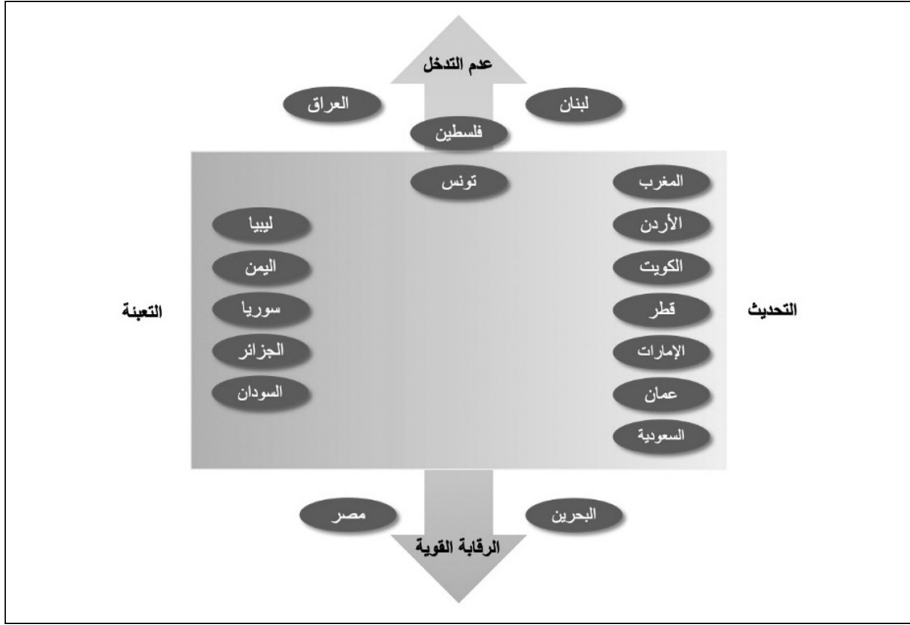 عدم التدخل
لبنان
العراق
فلسطين
تونس
المغرب
الأردن
ليبيا
الكويت
اليمن
التحديث
قطر
سوريا
التعبئة
الإمارات
الجزائر
عمان
السودان
السعودية
البحرين
مصر
الرقابة القوية